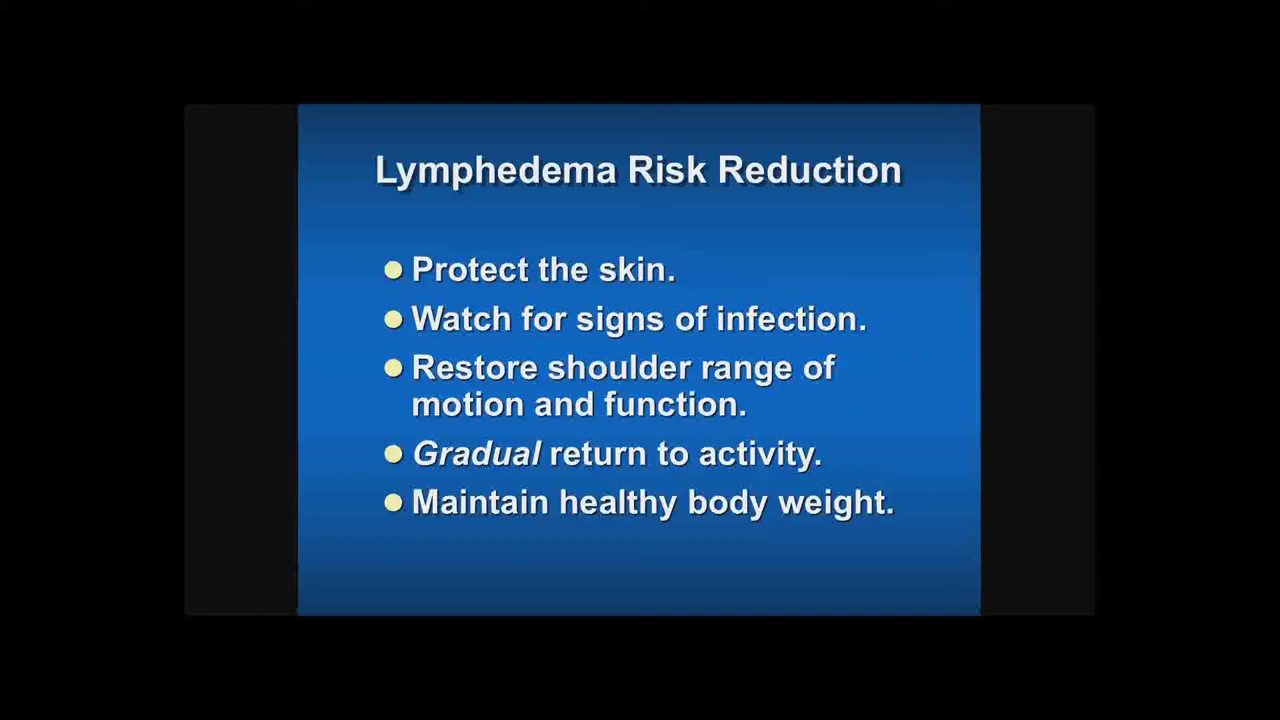 Lymphedema Risk Reduction
Protect the skin.
Watch for signs of infection.
Restore shoulder range of
motion and function.
Gradual return to activity.
Maintain healthy body weight.